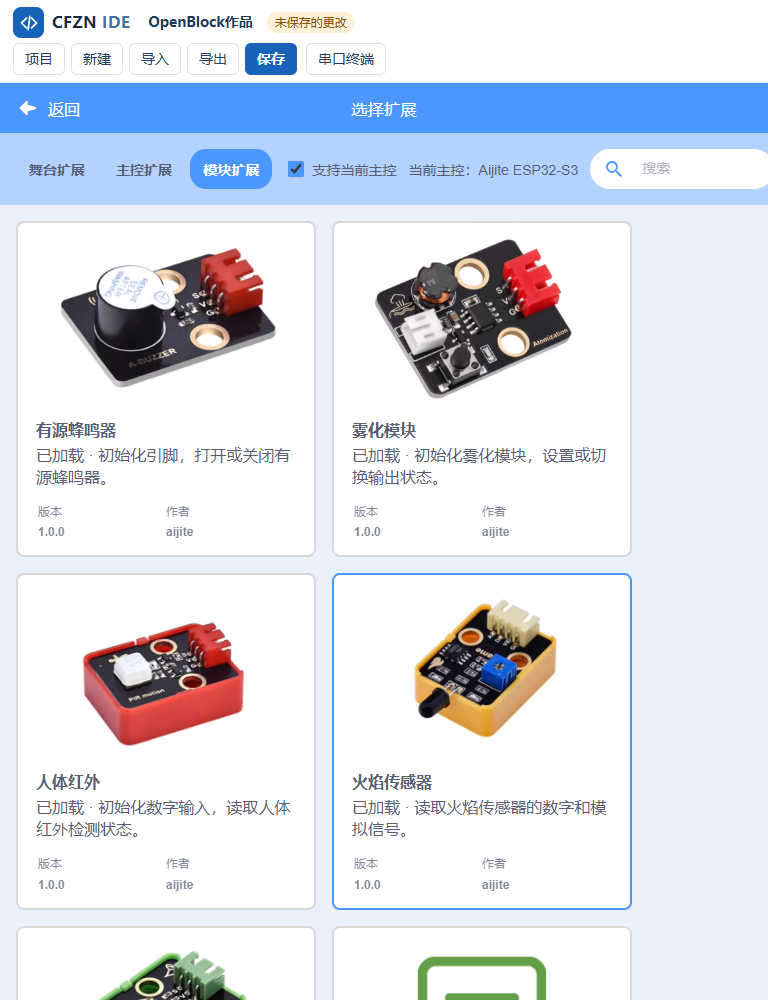 CFZN IDE OpenBlock作品 未保存的更改
项目 新建 导入 导出 保存 串口终端
返回 选择扩展
舞台扩展 主控扩展 模块扩展 支持当前主控 当前主控：Aijite ESP32-S3 搜索
REMOVE
SEAL
AFTER
WASHING
A-BUZZER
Atomization
有源蜂鸣器
已加载 · 初始化引脚，打开或关闭有
源蜂鸣器。
版本 作者
1.0.0 aijite
雾化模块
已加载 · 初始化雾化模块，设置或切
换输出状态。
版本 作者
1.0.0 aijite
PIR motion
人体红外
已加载 · 初始化数字输入，读取人体
红外检测状态。
版本 作者
1.0.0 aijite
火焰传感器
已加载 · 读取火焰传感器的数字和模
拟信号。
版本 作者
1.0.0 aijite